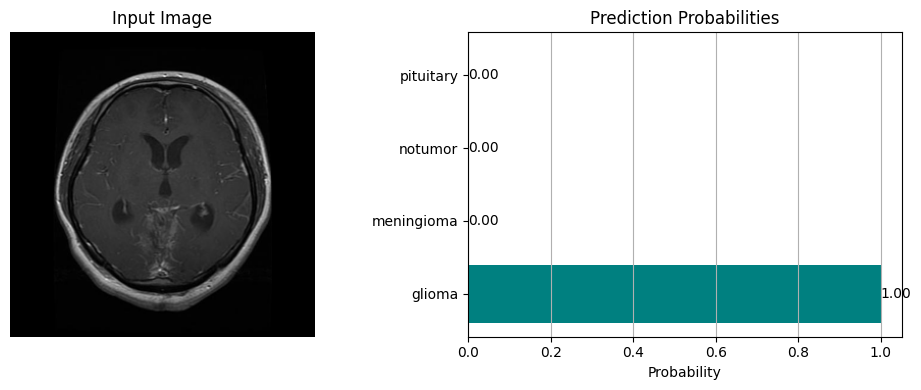 Input Image
Prediction Probabilities
pituitary
0.00
notumor
0.00
meningioma
0.00
glioma
1.00
0.0 0.2 0.4 0.6 0.8 1.0
Probability